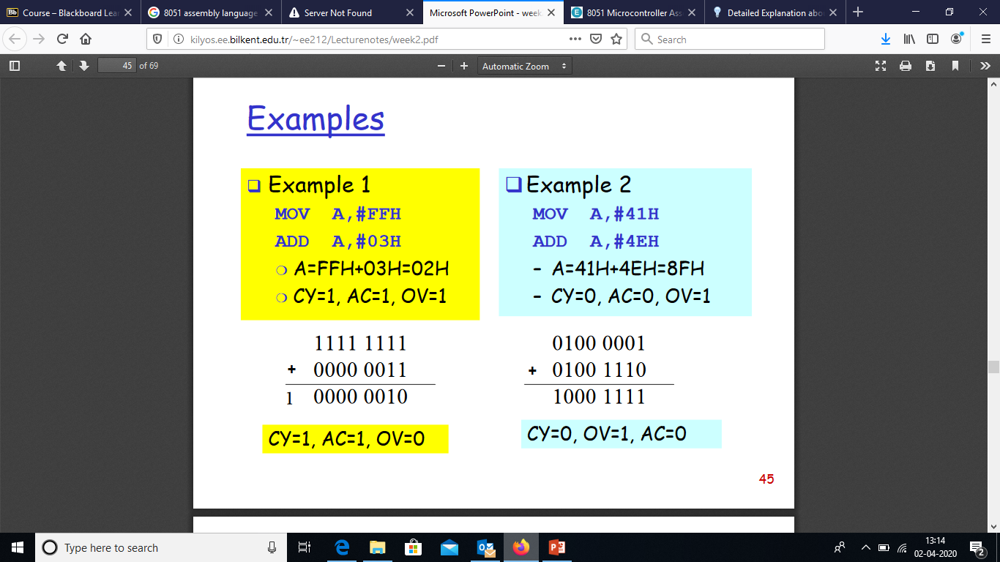 Course – Blackboard Lea
8051 assembly language
Server Not Found
Microsoft PowerPoint - week
8051 Microcontroller Ass
Detailed Explanation abo
kilyos.ee.bilkent.edu.tr/~ee212/Lecturenotes/week2.pdf
Search
45 of 69
Automatic Zoom
Examples
Example 1
MOV A,#FFH
ADD A,#03H
A=FFH+03H=02H
CY=1, AC=1, OV=1
1111 1111
+ 0000 0011
1 0000 0010
CY=1, AC=1, OV=0
Example 2
MOV A,#41H
ADD A,#4EH
– A=41H+4EH=8FH
– CY=0, AC=0, OV=1
0100 0001
+ 0100 1110
1000 1111
CY=0, OV=1, AC=0
45
Type here to search
13:14
02-04-2020
2